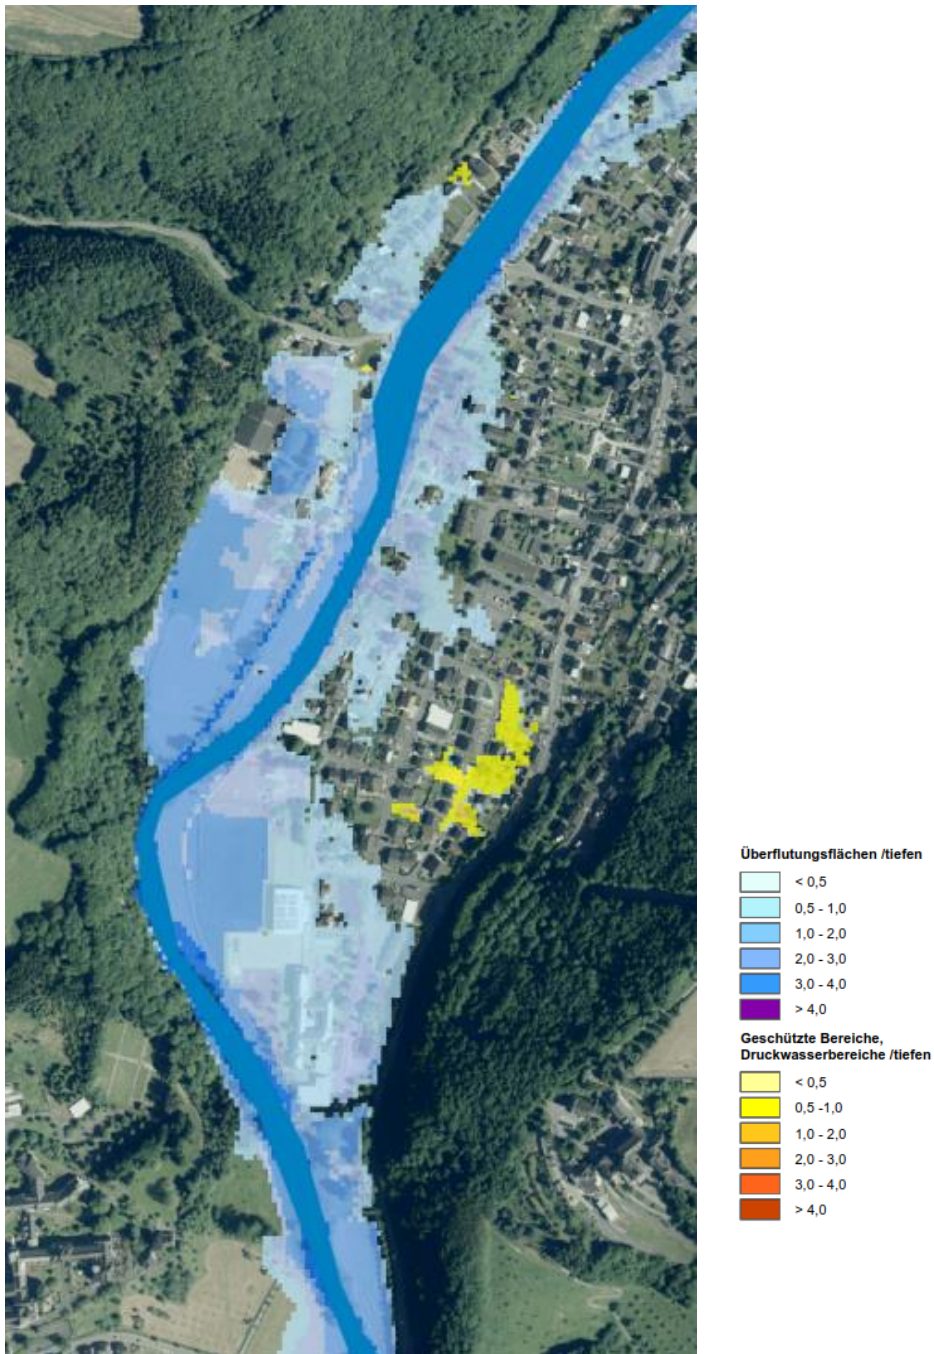 Überflutungsflächen /tiefen
< 0,5
0,5 - 1,0
1,0 - 2,0
2,0 - 3,0
3,0 - 4,0
> 4,0
Geschützte Bereiche,
Druckwasserbereiche /tiefen
< 0,5
0,5 -1,0
1,0 - 2,0
2,0 - 3,0
3,0 - 4,0
> 4,0